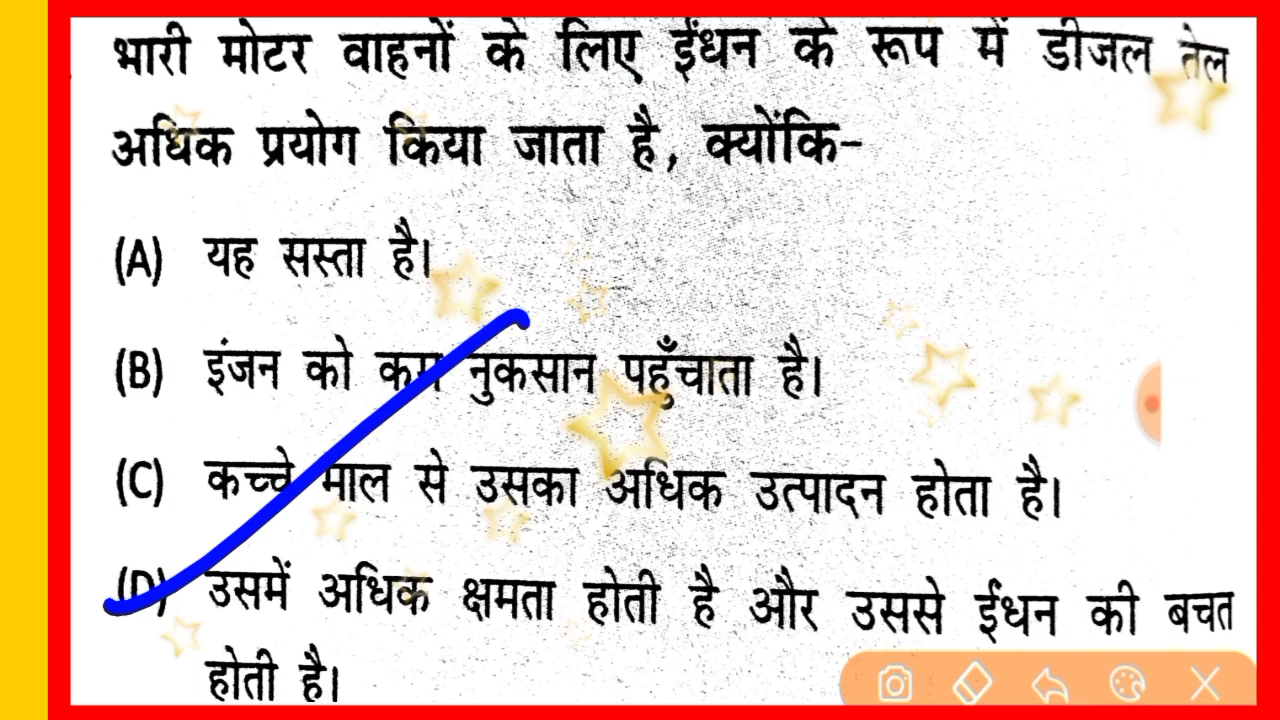 भारी मोटर वाहनों के लिए ईंधन के रूप में डीजल तेल
अधिक प्रयोग किया जाता है, क्योंकि-
(A) यह सस्ता है।
(B) इंजन को कम नुकसान पहुँचाता है।
(C) कच्चे माल से उसका अधिक उत्पादन होता है।
(D) उसमें अधिक क्षमता होती है और उससे ईंधन की बचत
होती है।